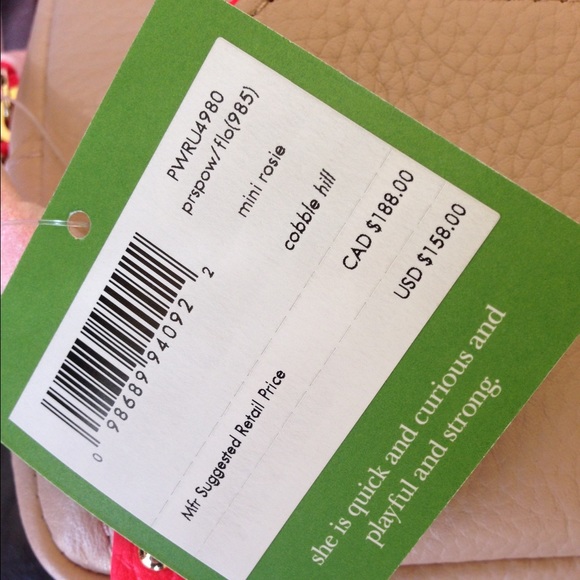 PWRU4980
prspow/flo(985)
mini rosie
cobble hill
0 98689 94092 2
Mfr Suggested Retail Price
CAD $188.00
USD $158.00
she is quick and curious and
playful and strong.